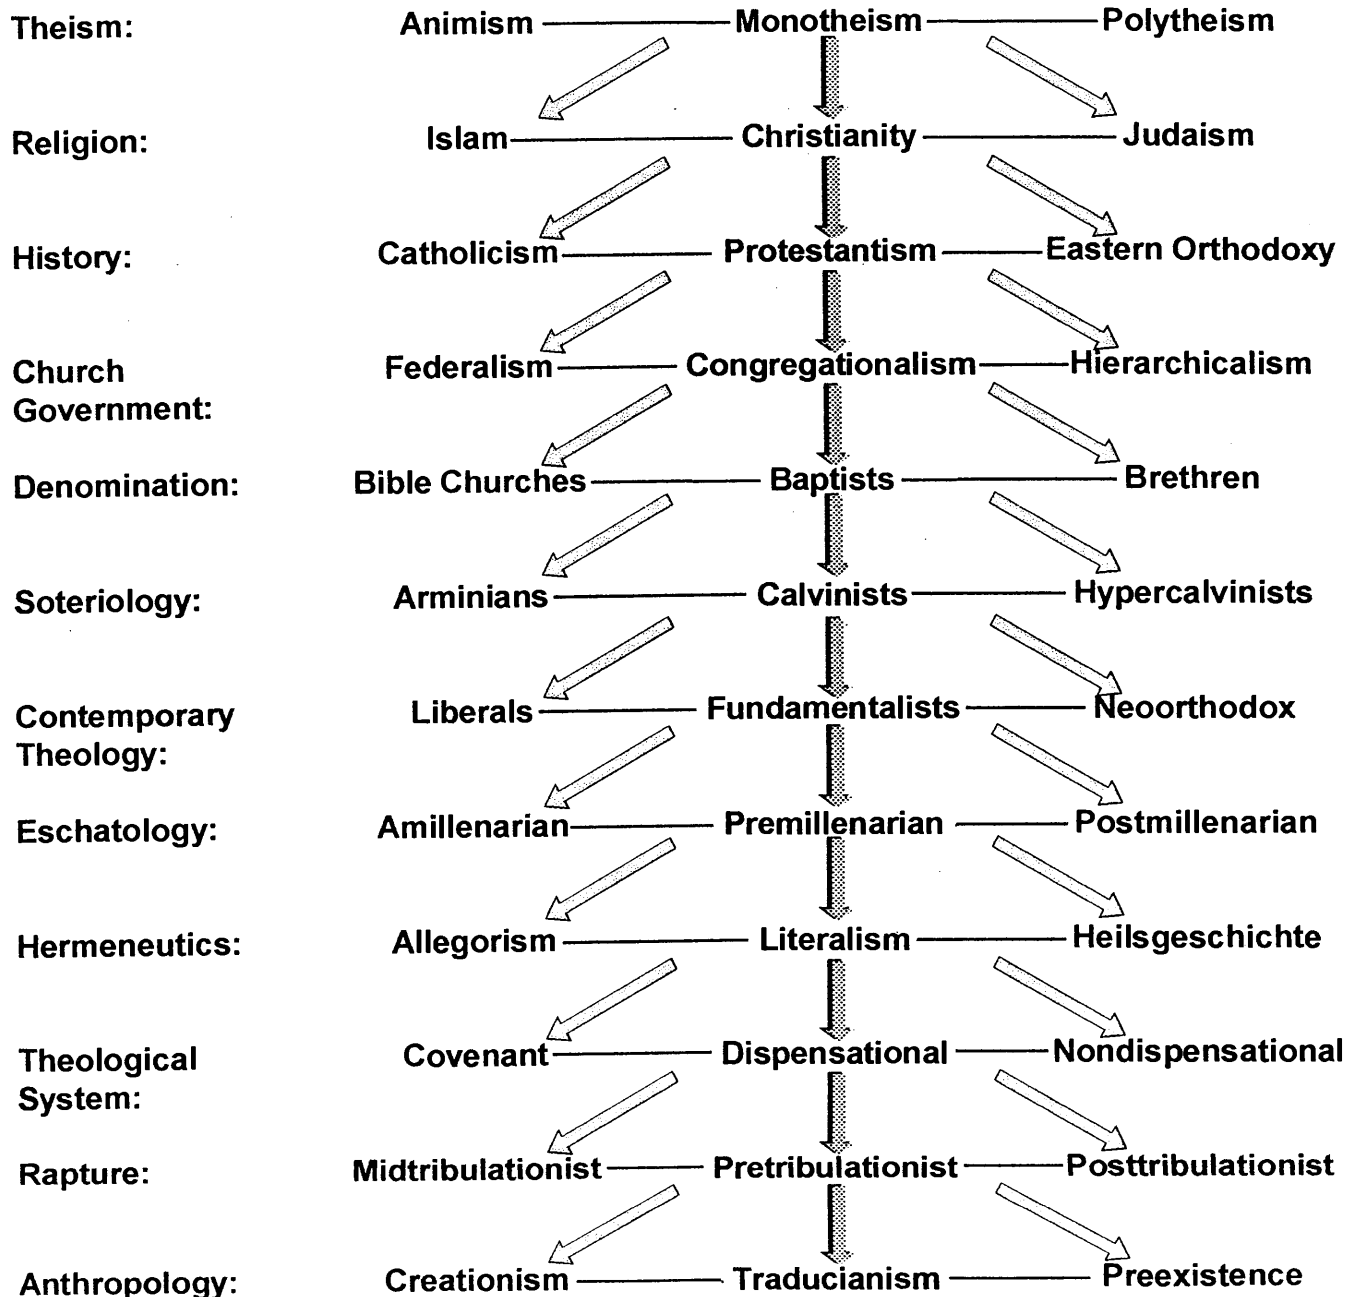 Theism: Animism Monotheism Polytheism
Religion: Islam Christianity Judaism
History: Catholicism Protestantism Eastern Orthodoxy
Church Federalism Congregationalism Hierarchicalism
Government:
Denomination: Bible Churches Baptists Brethren
Soteriology: Arminians Calvinists Hypercalvinists
Contemporary Liberals Fundamentalists Neoorthodox
Theology:
Eschatology: Amillenarian Premillenarian Postmillenarian
Hermeneutics: Allegorism Literalism Heilsgeschichte
Theological Covenant Dispensational Nondispensational
System:
Rapture: Midtribulationist Pretribulationist Posttribulationist
Anthropology: Creationism Traducianism Preexistence